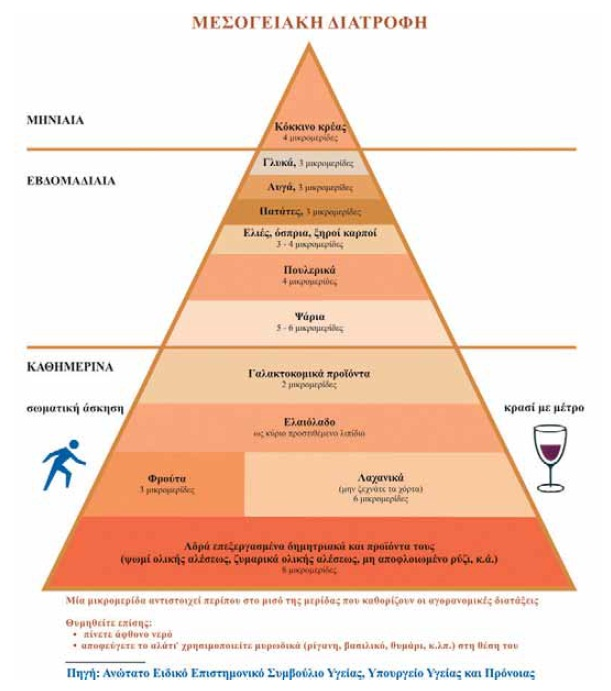 ΜΕΣΟΓΕΙΑΚΗ ΔΙΑΤΡΟΦΗ
ΜΗΝΙΑΙΑ
Κόκκινο κρέας
4 μικρομερίδες
ΕΒΔΟΜΑΔΙΑΙΑ
Γλυκά, 3 μικρομερίδες
Αυγά, 3 μικρομερίδες
Πατάτες, 3 μικρομερίδες
Ελιές, όσπρια, ξηροί καρποί
3 - 4 μικρομερίδες
Πουλερικά
4 μικρομερίδες
Ψάρια
5 - 6 μικρομερίδες
ΚΑΘΗΜΕΡΙΝΑ
Γαλακτοκομικά προϊόντα
2 μικρομερίδες
σωματική άσκηση
κρασί με μέτρο
Ελαιόλαδο
ως κύριο προστιθέμενο λιπίδιο
Φρούτα
3 μικρομερίδες
Λαχανικά
(μην ξεχνάτε τα χόρτα)
6 μικρομερίδες
Αδρά επεξεργασμένα δημητριακά και προϊόντα τους
(ψωμί ολικής αλέσεως, ζυμαρικά ολικής αλέσεως, μη αποφλοιωμένο ρύζι, κ.ά.)
8 μικρομερίδες
Μία μικρομερίδα αντιστοιχεί περίπου στο μισό της μερίδας που καθορίζουν οι αγορανομικές διατάξεις
Θυμηθείτε επίσης:
• πίνετε άφθονο νερό
• αποφεύγετε το αλάτι· χρησιμοποιείτε μυρωδικά (ρίγανη, βασιλικό, θυμάρι, κ.λπ.) στη θέση του
Πηγή: Ανώτατο Ειδικό Επιστημονικό Συμβούλιο Υγείας, Υπουργείο Υγείας και Πρόνοιας